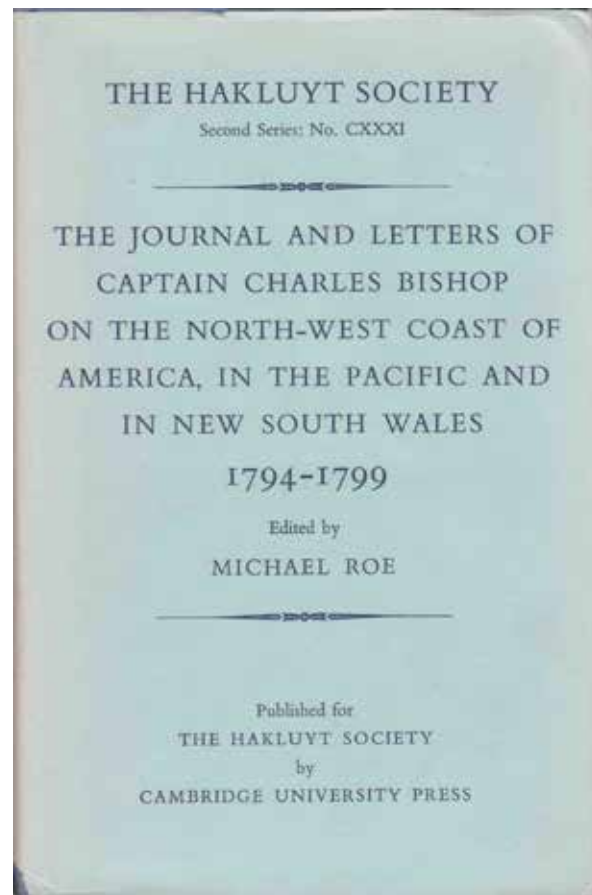 THE HAKLUYT SOCIETY
Second Series: No. CXXXI
THE JOURNAL AND LETTERS OF
CAPTAIN CHARLES BISHOP
ON THE NORTH-WEST COAST OF
AMERICA, IN THE PACIFIC AND
IN NEW SOUTH WALES
1794-1799
Edited by
MICHAEL ROE
Published for
THE HAKLUYT SOCIETY
by
CAMBRIDGE UNIVERSITY PRESS